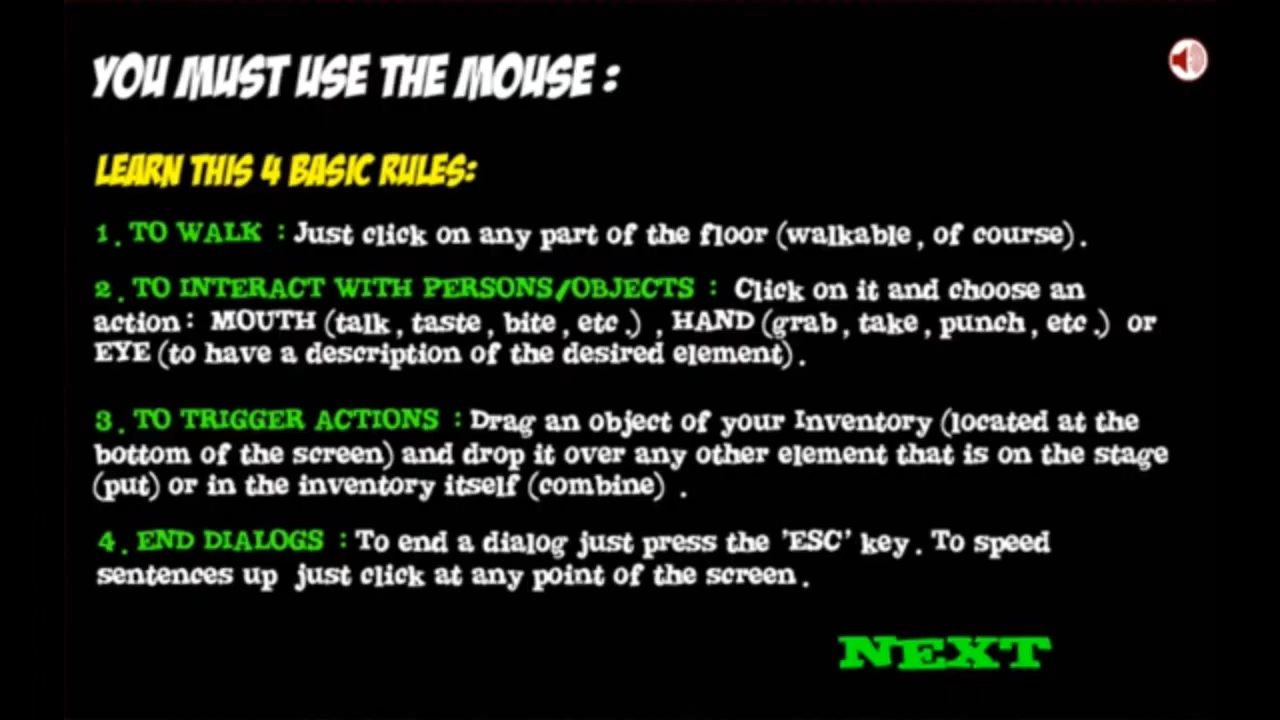 YOU MUST USE THE MOUSE :
LEARN THIS 4 BASIC RULES:
1. TO WALK : Just click on any part of the floor (walkable, of course).
2. TO INTERACT WITH PERSONS/OBJECTS : Click on it and choose an
action: MOUTH (talk, taste, bite, etc.) , HAND (grab, take, punch, etc.) or
EYE (to have a description of the desired element).
3. TO TRIGGER ACTIONS : Drag an object of your Inventory (located at the
bottom of the screen) and drop it over any other element that is on the stage
(put) or in the inventory itself (combine) .
4. END DIALOGS : To end a dialog just press the 'ESC' key. To speed
sentences up just click at any point of the screen.
NEXT